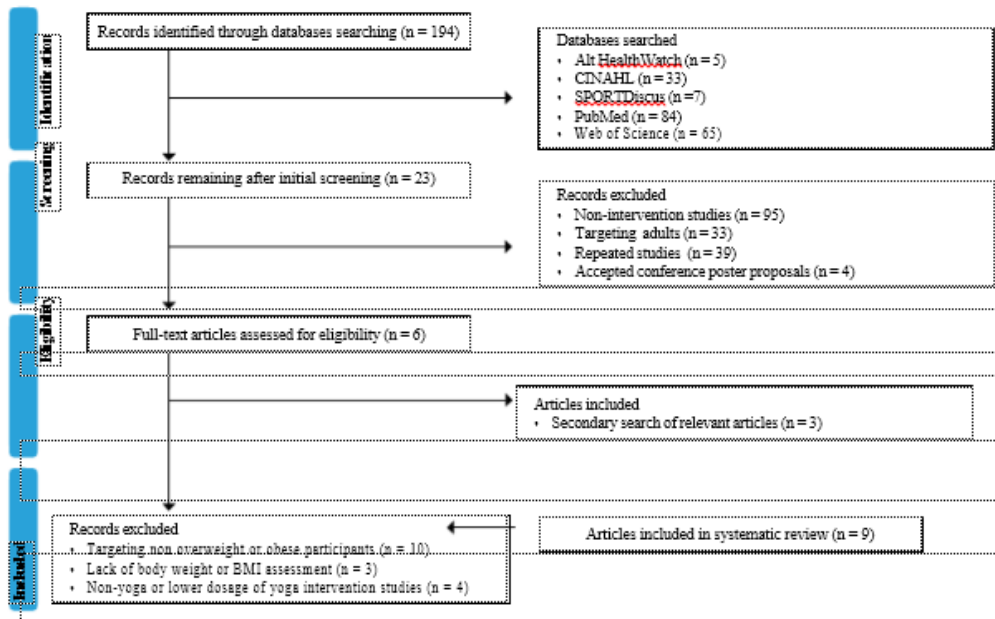 Identification
Records identified through databases searching (n = 194)
Databases searched
• Alt HealthWatch (n = 5)
• CINAHL (n = 33)
• SPORTDiscus (n =7)
• PubMed (n = 84)
• Web of Science (n = 65)
Screening
Records remaining after initial screening (n = 23)
Records excluded
• Non-intervention studies (n = 95)
• Targeting adults (n = 33)
• Repeated studies (n = 39)
• Accepted conference poster proposals (n = 4)
Eligibility
Full-text articles assessed for eligibility (n = 6)
Articles included
• Secondary search of relevant articles (n = 3)
Included
Records excluded
• Targeting non overweight or obese participants (n = 10)
• Lack of body weight or BMI assessment (n = 3)
• Non-yoga or lower dosage of yoga intervention studies (n = 4)
Articles included in systematic review (n = 9)